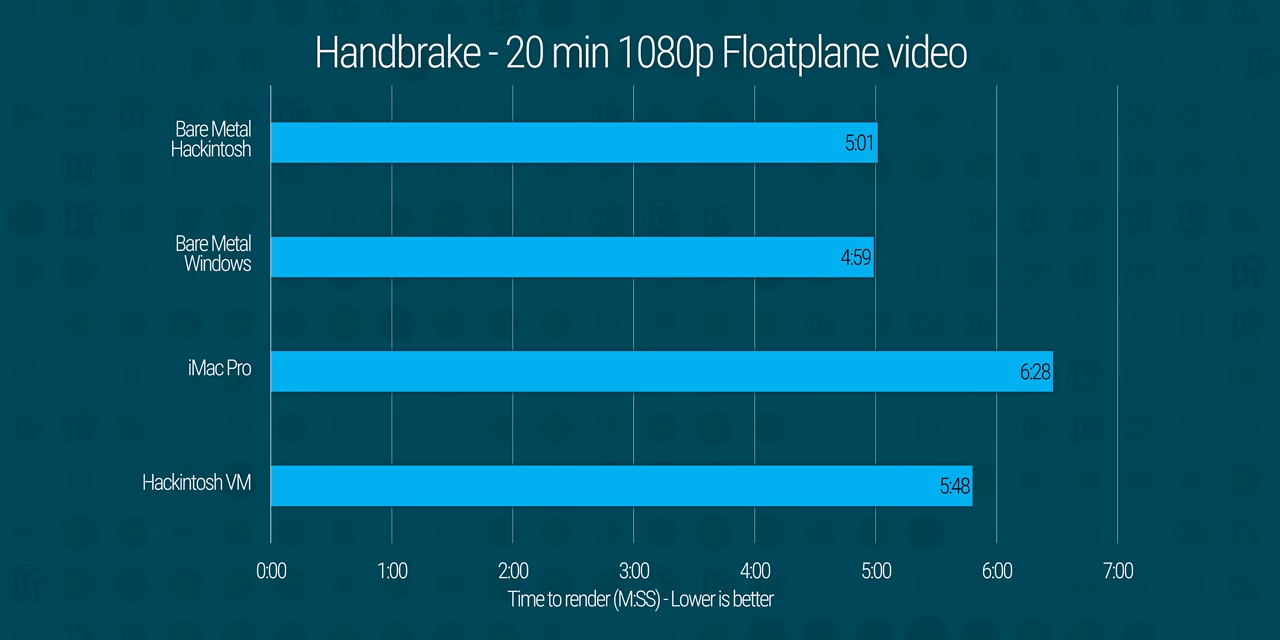 Handbrake - 20 min 1080p Floatplane video
Bare Metal
Hackintosh
5:01
Bare Metal
Windows
4:59
iMac Pro
6:28
Hackintosh VM
5:48
0:00 1:00 2:00 3:00 4:00 5:00 6:00 7:00
Time to render (M:SS) - Lower is better